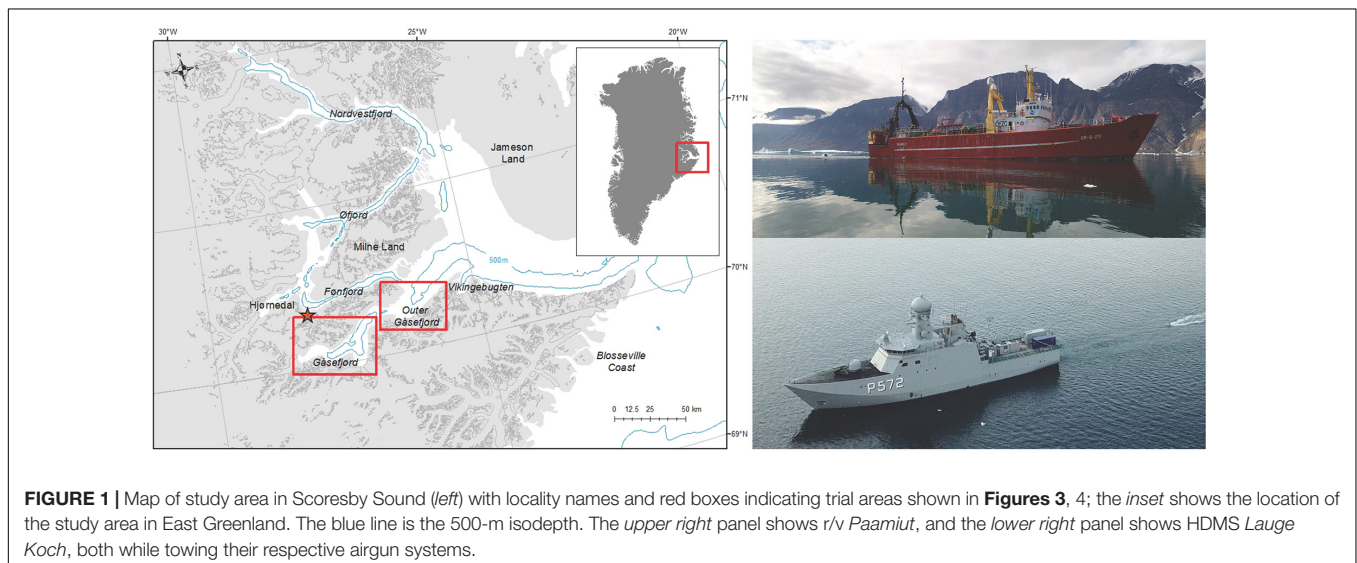 30°W
25°W
20°W
71°N
Nordvestfjord
Jameson
Land
Øfjord
Milne Land
70°N
500m
Hjørnedal
Fønfjord
Vikingebugten
Outer
Gåsefjord
Gåsefjord
Blosseville
Coast
0 12.5 25 50 km
69°N
P572
FIGURE 1 | Map of study area in Scoresby Sound (left) with locality names and red boxes indicating trial areas shown in Figures 3, 4; the inset shows the location of
the study area in East Greenland. The blue line is the 500-m isodepth. The upper right panel shows r/v Paamiut, and the lower right panel shows HDMS Lauge
Koch, both while towing their respective airgun systems.